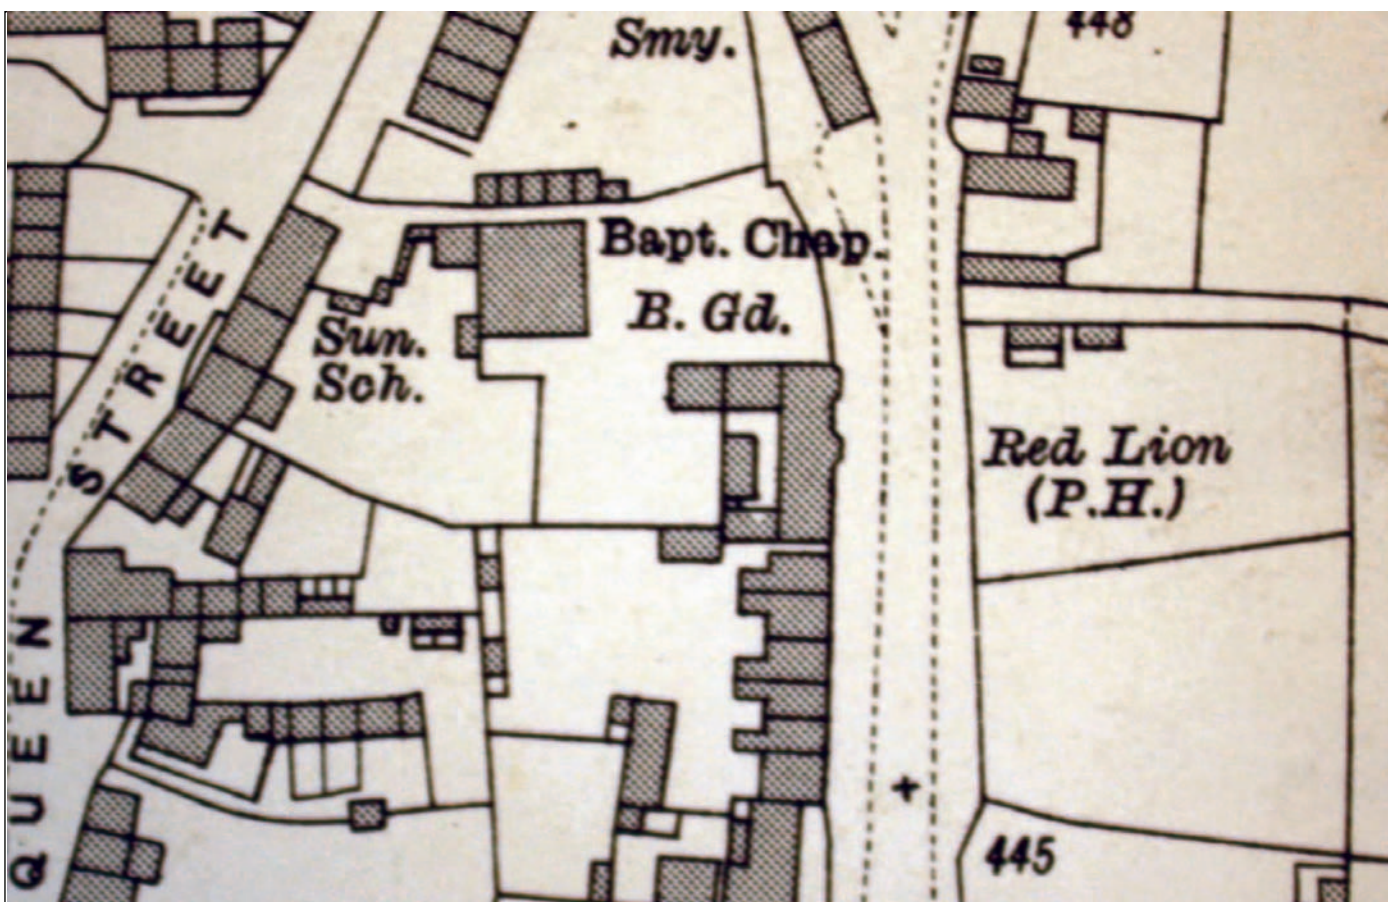 448
Smy.
Bapt. Chap.
B. Gd.
Sun.
Sch.
Red Lion
(P.H.)
QUEEN STREET
445